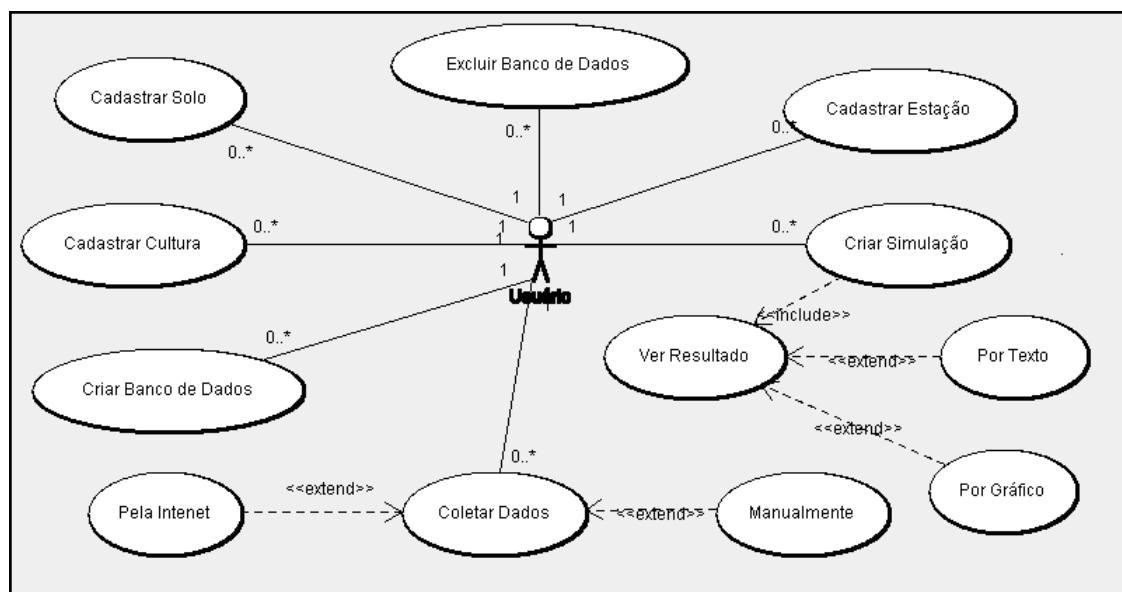 Excluir Banco de Dados
Cadastrar Solo
Cadastrar Estação
0..*
0..*
0..*
1
1
1
1
1
Cadastrar Cultura
0..*
0..*
Criar Simulação
1
Usuário
<<include>>
0..*
Ver Resultado
<<extend>>
Por Texto
Criar Banco de Dados
<<extend>>
0..*
Por Gráfico
<<extend>>
Pela Intenet
Coletar Dados
<<extend>>
Manualmente